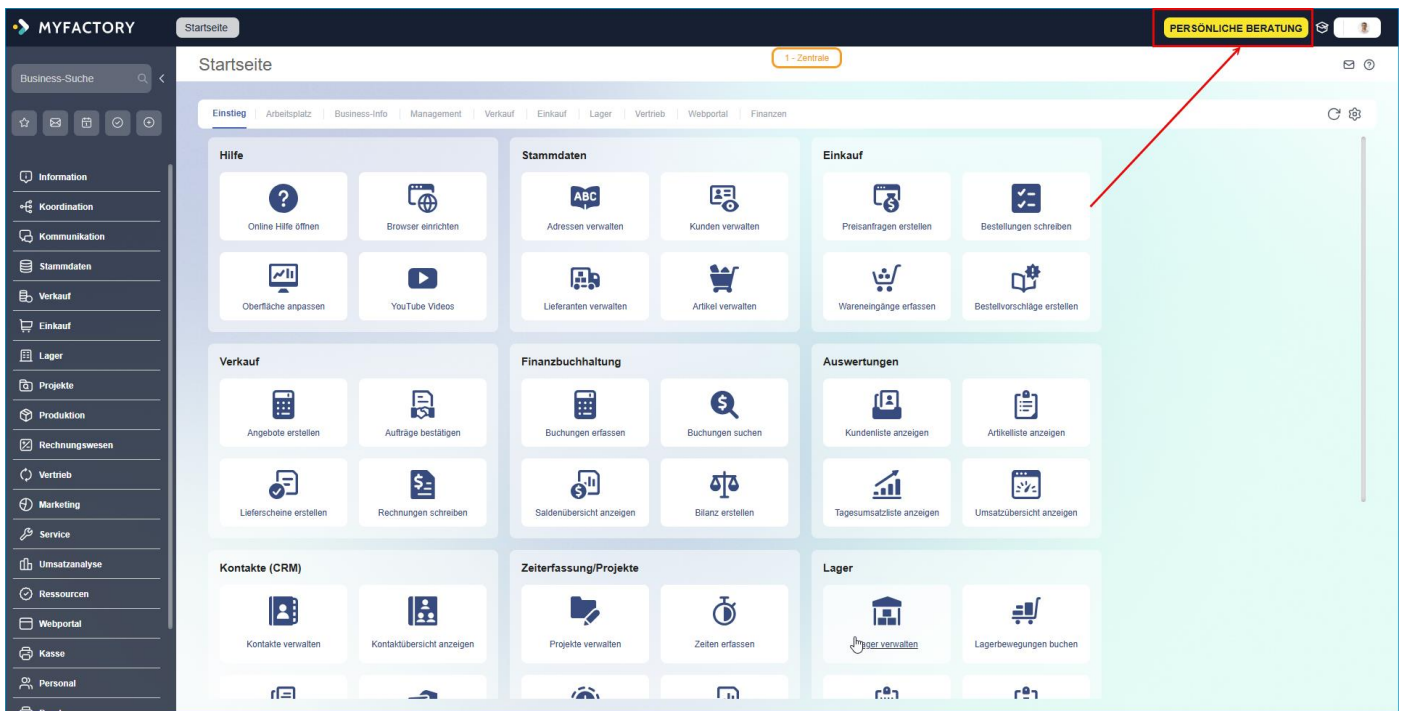 MYFACTORY
Startseite
PERSÖNLICHE BERATUNG
Business-Suche
Startseite
1 - Zentrale
Einstieg Arbeitsplatz Business-Info Management Verkauf Einkauf Lager Vertrieb Webportal Finanzen
Information
Koordination
Kommunikation
Stammdaten
Verkauf
Einkauf
Lager
Projekte
Produktion
Rechnungswesen
Vertrieb
Marketing
Service
Umsatzanalyse
Ressourcen
Webportal
Kasse
Personal
Hilfe
Online Hilfe öffnen
Browser einrichten
Oberfläche anpassen
YouTube Videos
Stammdaten
ABC
Adressen verwalten
Kunden verwalten
Lieferanten verwalten
Artikel verwalten
Einkauf
Preisanfragen erstellen
Bestellungen schreiben
Wareneingänge erfassen
Bestellvorschläge erstellen
Verkauf
Angebote erstellen
Aufträge bestätigen
Lieferscheine erstellen
Rechnungen schreiben
Finanzbuchhaltung
Buchungen erfassen
Buchungen suchen
Saldenübersicht anzeigen
Bilanz erstellen
Auswertungen
Kundenliste anzeigen
Artikelliste anzeigen
Tagesumsatzliste anzeigen
Umsatzübersicht anzeigen
Kontakte (CRM)
Kontakte verwalten
Kontaktübersicht anzeigen
Zeiterfassung/Projekte
Projekte verwalten
Zeiten erfassen
Lager
Lager verwalten
Lagerbewegungen buchen